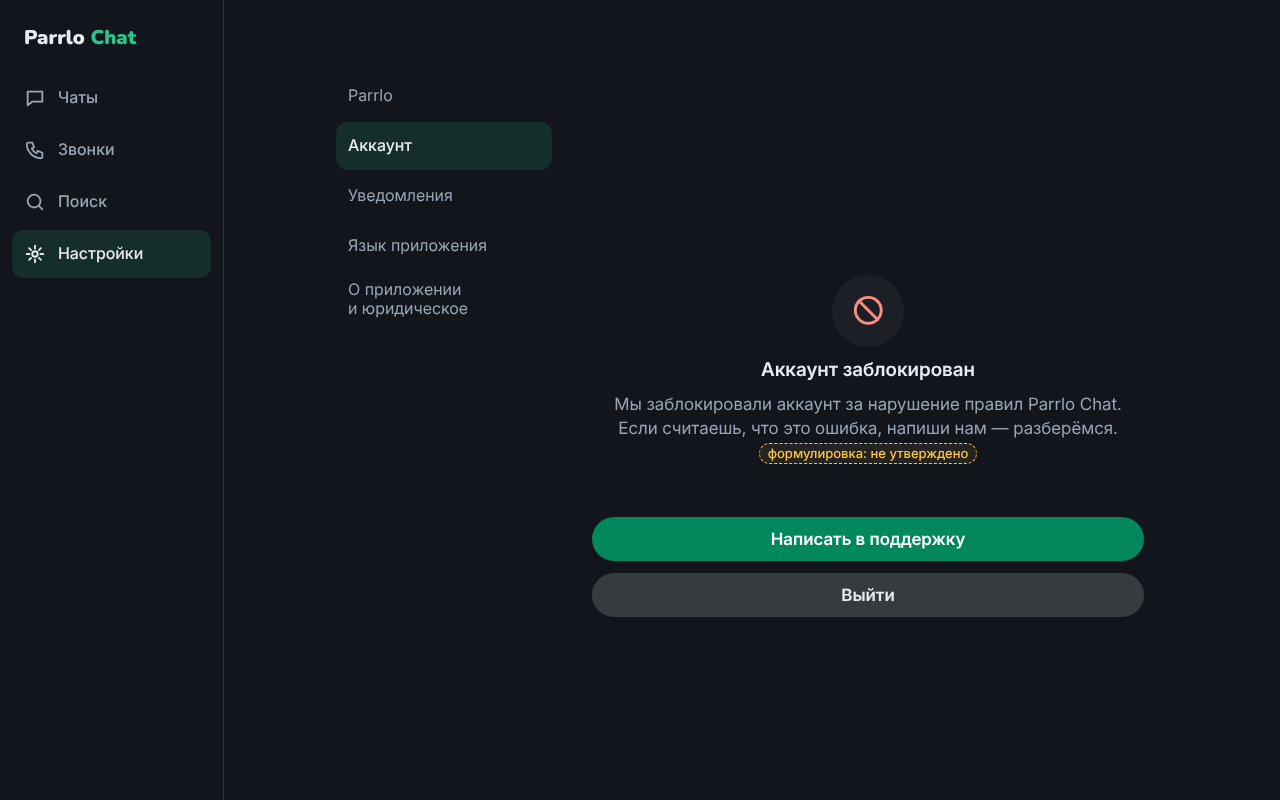 Parrlo Chat
Чаты
Звонки
Поиск
Настройки
Parrlo
Аккаунт
Уведомления
Язык приложения
О приложении
и юридическое
Аккаунт заблокирован
Мы заблокировали аккаунт за нарушение правил Parrlo Chat.
Если считаешь, что это ошибка, напиши нам — разберёмся.
формулировка: не утверждено
Написать в поддержку
Выйти